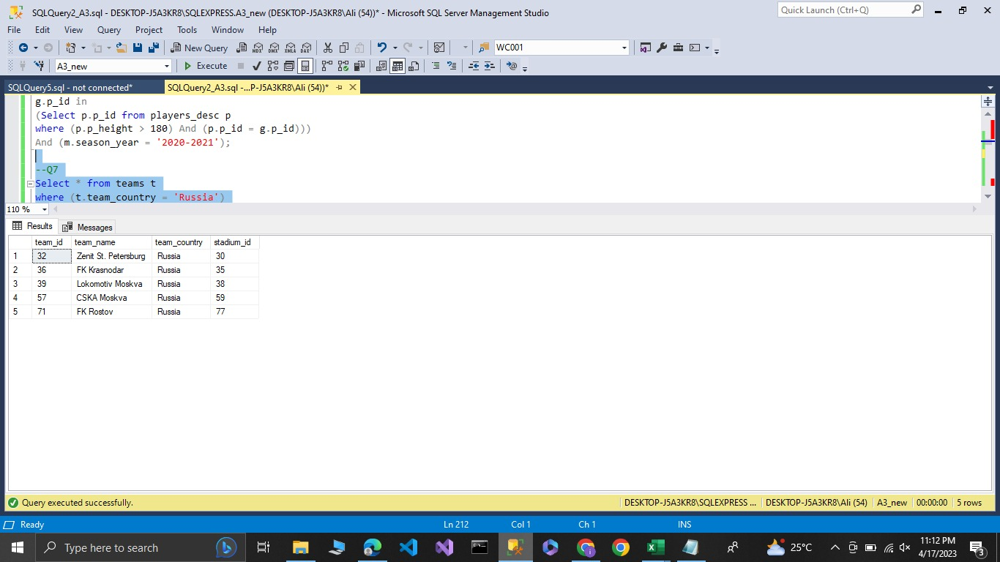 SQLQuery2_A3.sql - DESKTOP-J5A3KR8\SQLEXPRESS.A3_new (DESKTOP-J5A3KR8\Ali (54))* - Microsoft SQL Server Management Studio
Quick Launch (Ctrl+Q)
File Edit View Query Project Tools Window Help
New Query MDX DMX XMLA DAX WC001
A3_new Execute
SQLQuery5.sql - not connected* SQLQuery2_A3.sql -...P-J5A3KR8\Ali (54))*
g.p_id in
(Select p.p_id from players_desc p
where (p.p_height > 180) And (p.p_id = g.p_id)))
And (m.season_year = '2020-2021');
--Q7
Select * from teams t
where (t.team_country = 'Russia')
110 %
Results Messages
team_id team_name team_country stadium_id
1 32 Zenit St. Petersburg Russia 30
2 36 FK Krasnodar Russia 35
3 39 Lokomotiv Moskva Russia 38
4 57 CSKA Moskva Russia 59
5 71 FK Rostov Russia 77
Query executed successfully. DESKTOP-J5A3KR8\SQLEXPRESS ... DESKTOP-J5A3KR8\Ali (54) A3_new 00:00:00 5 rows
Ready Ln 212 Col 1 Ch 1 INS
Type here to search 25°C 11:12 PM
4/17/2023 3